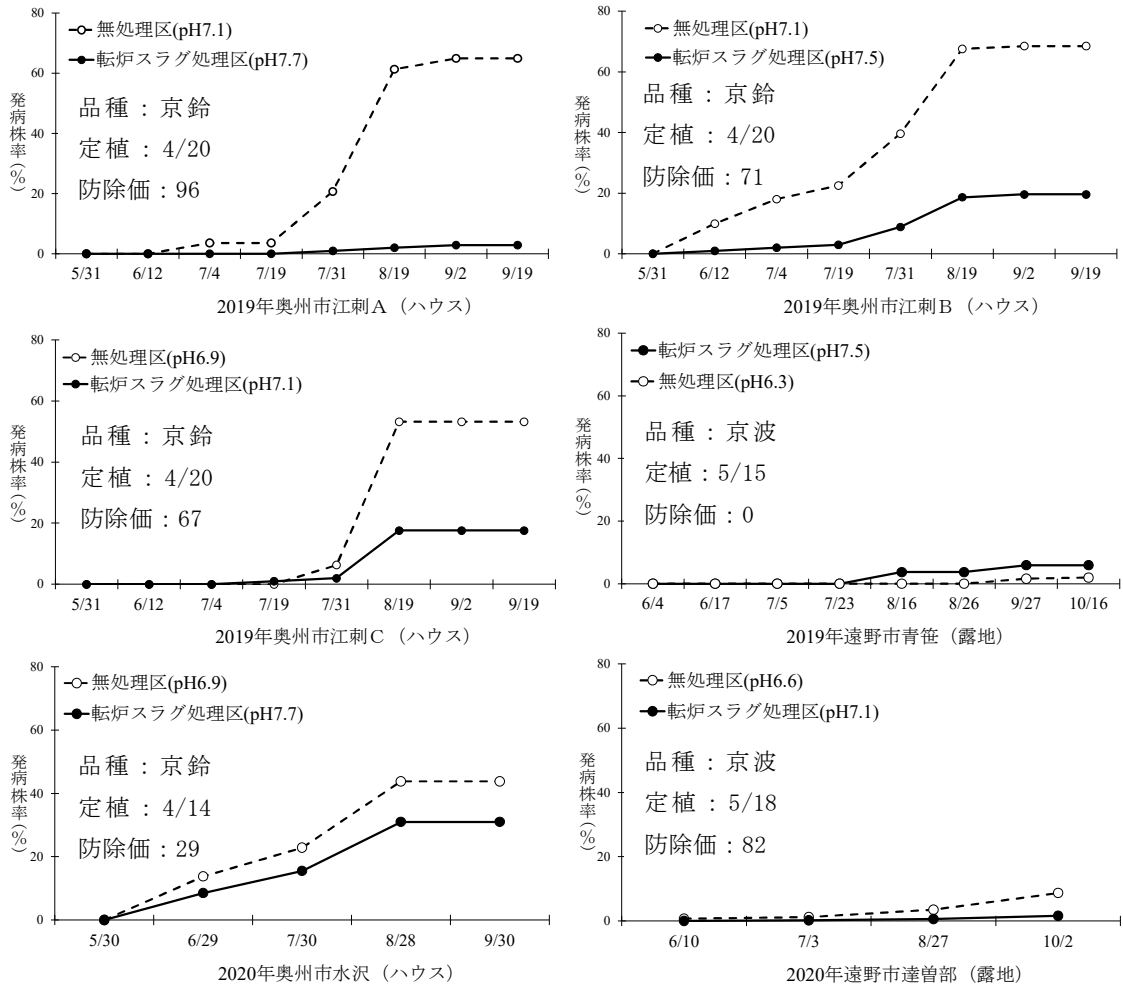 無処理区(pH7.1)
転炉スラグ処理区(pH7.7)
品種：京鈴
定植：4/20
防除価：96
発病株率(%)
80
60
40
20
0
5/31 6/12 7/4 7/19 7/31 8/19 9/2 9/19
2019年奥州市江刺A（ハウス）
無処理区(pH7.1)
転炉スラグ処理区(pH7.5)
品種：京鈴
定植：4/20
防除価：71
発病株率(%)
80
60
40
20
0
5/31 6/12 7/4 7/19 7/31 8/19 9/2 9/19
2019年奥州市江刺B（ハウス）
無処理区(pH6.9)
転炉スラグ処理区(pH7.1)
品種：京鈴
定植：4/20
防除価：67
発病株率(%)
80
60
40
20
0
5/31 6/12 7/4 7/19 7/31 8/19 9/2 9/19
2019年奥州市江刺C（ハウス）
転炉スラグ処理区(pH7.5)
無処理区(pH6.3)
品種：京波
定植：5/15
防除価：0
発病株率(%)
80
60
40
20
0
6/4 6/17 7/5 7/23 8/16 8/26 9/27 10/16
2019年遠野市青笹（露地）
無処理区(pH6.9)
転炉スラグ処理区(pH7.7)
品種：京鈴
定植：4/14
防除価：29
発病株率(%)
80
60
40
20
0
5/30 6/29 7/30 8/28 9/30
2020年奥州市水沢（ハウス）
無処理区(pH6.6)
転炉スラグ処理区(pH7.1)
品種：京波
定植：5/18
防除価：82
発病株率(%)
80
60
40
20
0
6/10 7/3 8/27 10/2
2020年遠野市達曽部（露地）